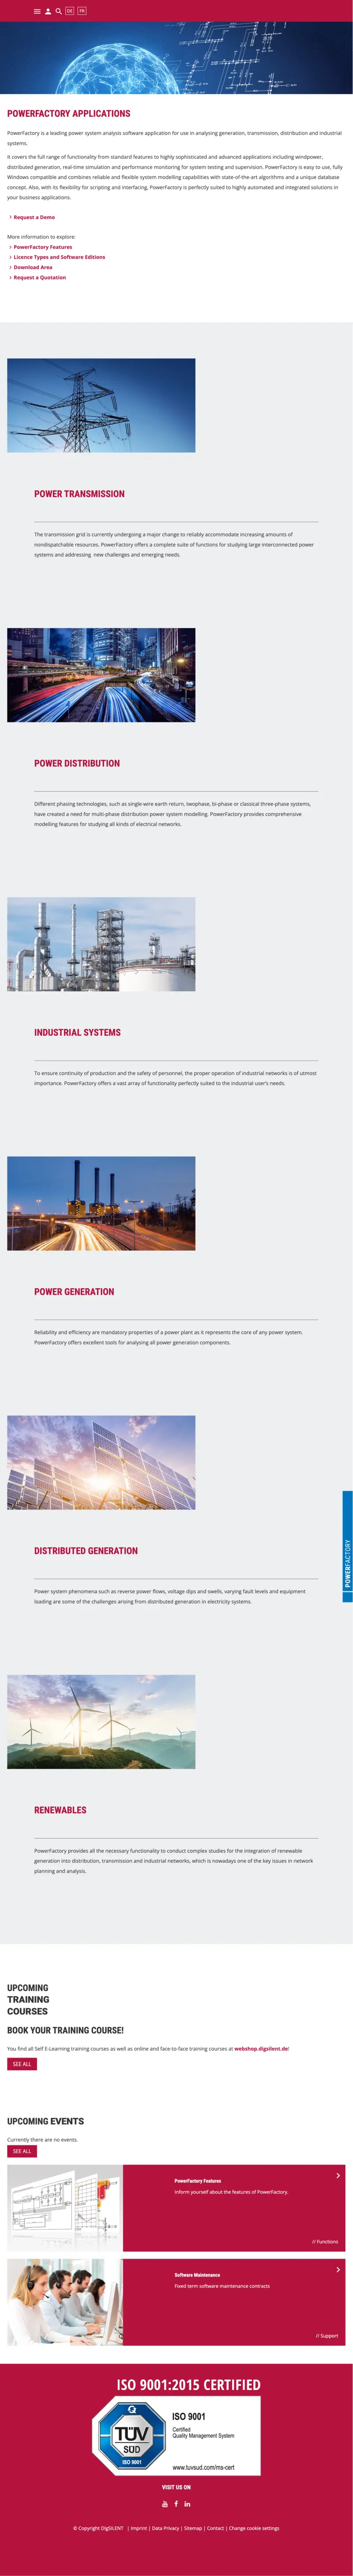 DE FR
POWERFACTORY APPLICATIONS
PowerFactory is a leading power system analysis software application for use in analysing generation, transmission, distribution and industrial
systems.
It covers the full range of functionality from standard features to highly sophisticated and advanced applications including windpower,
distributed generation, real-time simulation and performance monitoring for system testing and supervision. PowerFactory is easy to use, fully
Windows compatible and combines reliable and flexible system modelling capabilities with state-of-the-art algorithms and a unique database
concept. Also, with its flexibility for scripting and interfacing, PowerFactory is perfectly suited to highly automated and integrated solutions in
your business applications.
Request a Demo
More information to explore:
PowerFactory Features
Licence Types and Software Editions
Download Area
Request a Quotation
POWER TRANSMISSION
The transmission grid is currently undergoing a major change to reliably accommodate increasing amounts of
nondispatchable resources. PowerFactory offers a complete suite of functions for studying large interconnected power
systems and addressing new challenges and emerging needs.
POWER DISTRIBUTION
Different phasing technologies, such as single-wire earth return, twophase, bi-phase or classical three-phase systems,
have created a need for multi-phase distribution power system modelling. PowerFactory provides comprehensive
modelling features for studying all kinds of electrical networks.
INDUSTRIAL SYSTEMS
To ensure continuity of production and the safety of personnel, the proper operation of industrial networks is of utmost
importance. PowerFactory offers a vast array of functionality perfectly suited to the industrial user's needs.
POWER GENERATION
Reliability and efficiency are mandatory properties of a power plant as it represents the core of any power system.
PowerFactory offers excellent tools for analysing all power generation components.
POWERFACTORY
DISTRIBUTED GENERATION
Power system phenomena such as reverse power flows, voltage dips and swells, varying fault levels and equipment
loading are some of the challenges arising from distributed generation in electricity systems.
RENEWABLES
PowerFactory provides all the necessary functionality to conduct complex studies for the integration of renewable
generation into distribution, transmission and industrial networks, which is nowadays one of the key issues in network
planning and analysis.
UPCOMING
TRAINING
COURSES
BOOK YOUR TRAINING COURSE!
You find all Self E-Learning training courses as well as online and face-to-face training courses at webshop.digsilent.de!
SEE ALL
UPCOMING EVENTS
Currently there are no events.
SEE ALL
PowerFactory Features
Inform yourself about the features of PowerFactory.
// Functions
Software Maintenance
Fixed term software maintenance contracts
// Support
ISO 9001:2015 CERTIFIED
TÜV
SÜD
ISO 9001
ISO 9001
Certified
Quality Management System
www.tuvsud.com/ms-cert
VISIT US ON
© Copyright DIgSILENT | Imprint | Data Privacy | Sitemap | Contact | Change cookie settings